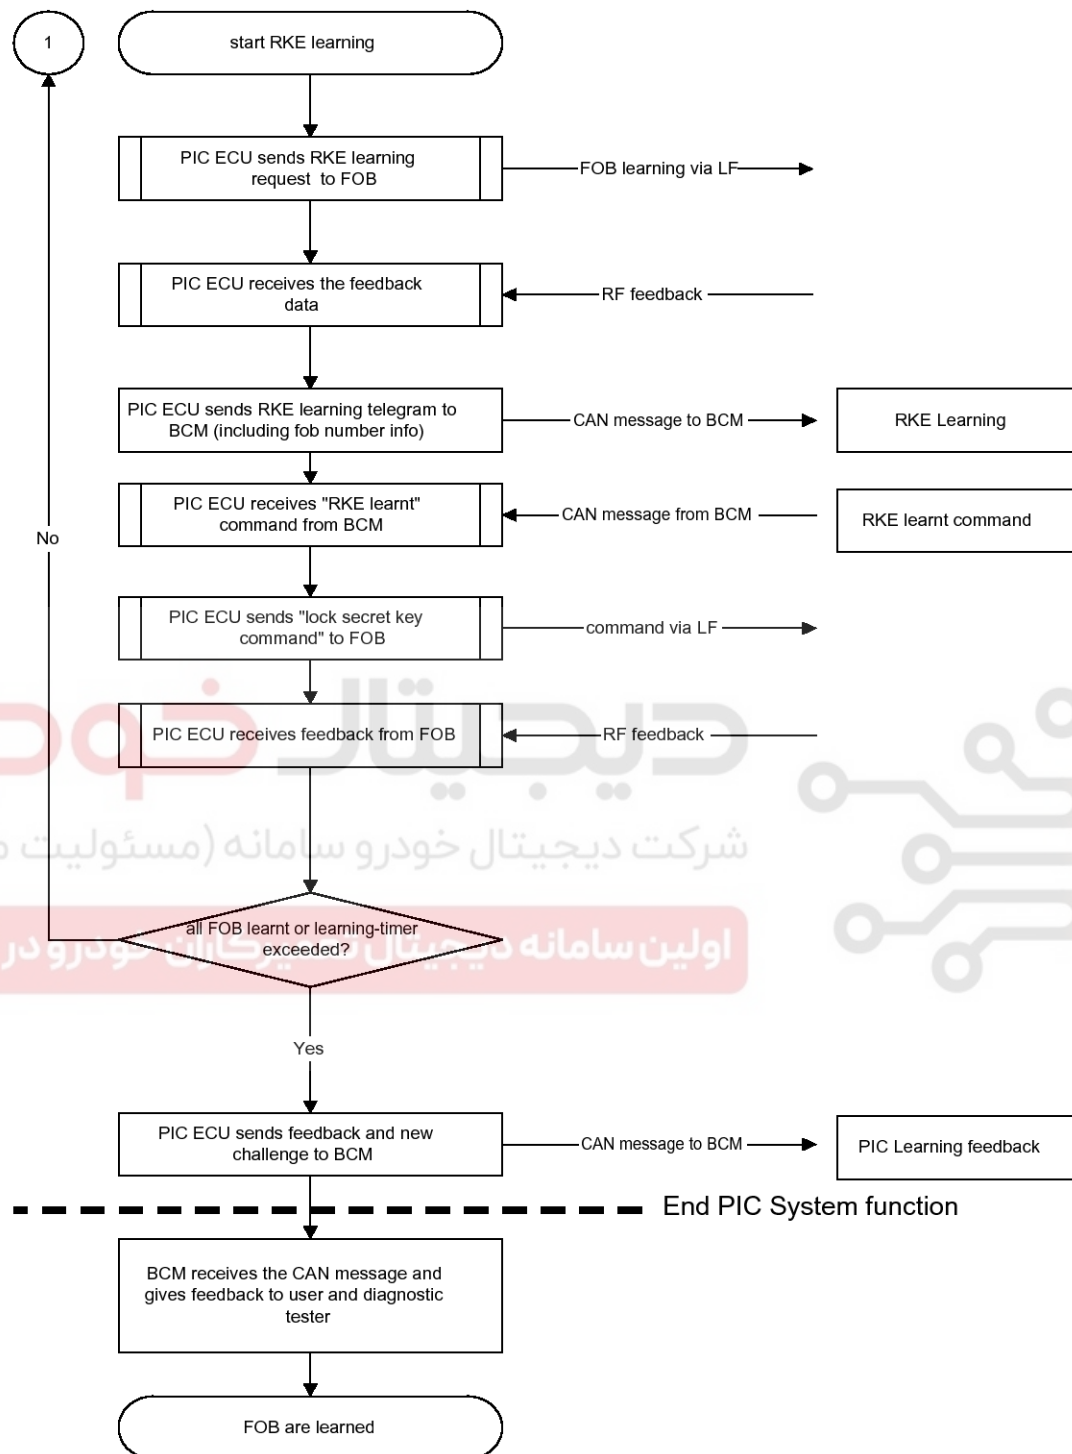 1
start RKE learning
PIC ECU sends RKE learning
request to FOB
FOB learning via LF
PIC ECU receives the feedback
data
RF feedback
PIC ECU sends RKE learning telegram to
BCM (including fob number info)
CAN message to BCM
RKE Learning
PIC ECU receives "RKE learnt"
command from BCM
CAN message from BCM
RKE learnt command
No
PIC ECU sends "lock secret key
command" to FOB
command via LF
PIC ECU receives feedback from FOB
RF feedback
دیجیتال خودرو
شرکت دیجیتال خودرو سامانه (مسئولیت
all FOB learnt or learning-timer
exceeded?
اولین سامانه دیجیتال تعمیرکاران خودرو در
Yes
PIC ECU sends feedback and new
challenge to BCM
CAN message to BCM
PIC Learning feedback
End PIC System function
BCM receives the CAN message and
gives feedback to user and diagnostic
tester
FOB are learned